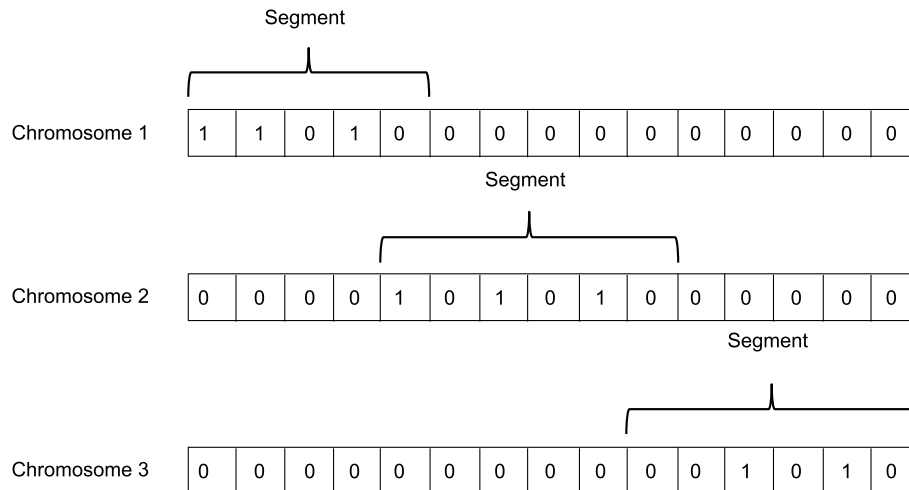 Segment
Chromosome 1 1 1 0 1 0 0 0 0 0 0 0 0 0 0 0
Segment
Chromosome 2 0 0 0 0 1 0 1 0 1 0 0 0 0 0 0
Segment
Chromosome 3 0 0 0 0 0 0 0 0 0 0 0 1 0 1 0